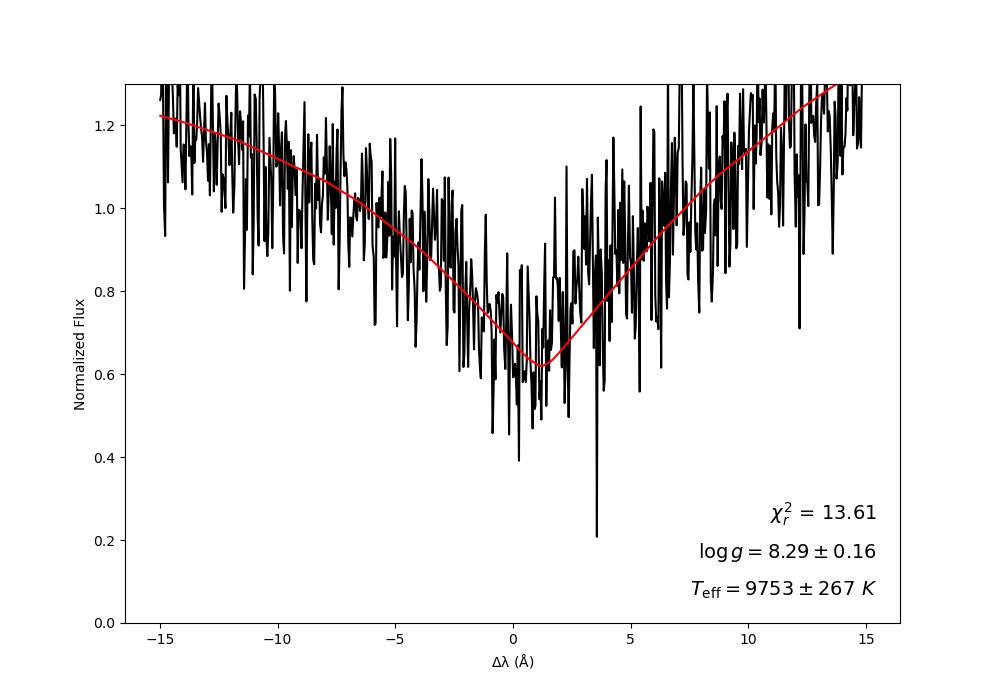 1.2
1.0
0.8
0.6
0.4
0.2
0.0
Normalized Flux
χ²ᵣ = 13.61
log g = 8.29 ± 0.16
T_eff = 9753 ± 267 K
−15 −10 −5 0 5 10 15
Δλ (Å)